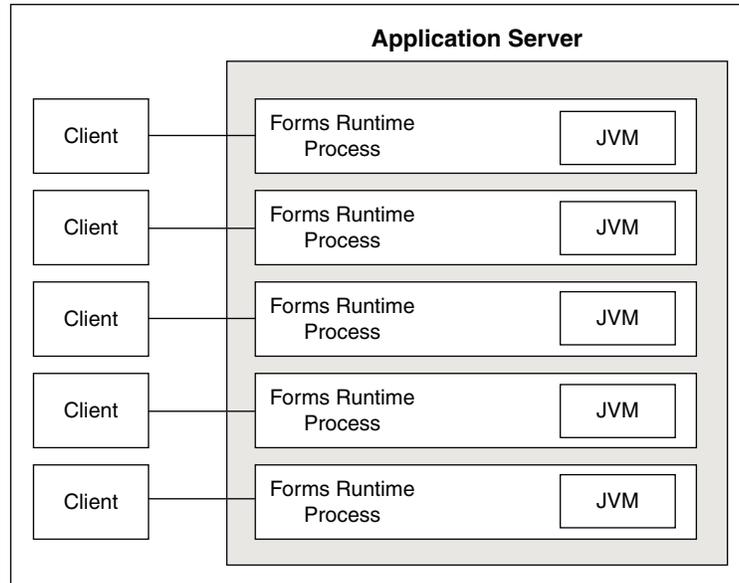 Application Server
Client
Forms Runtime
Process
JVM
Client
Forms Runtime
Process
JVM
Client
Forms Runtime
Process
JVM
Client
Forms Runtime
Process
JVM
Client
Forms Runtime
Process
JVM